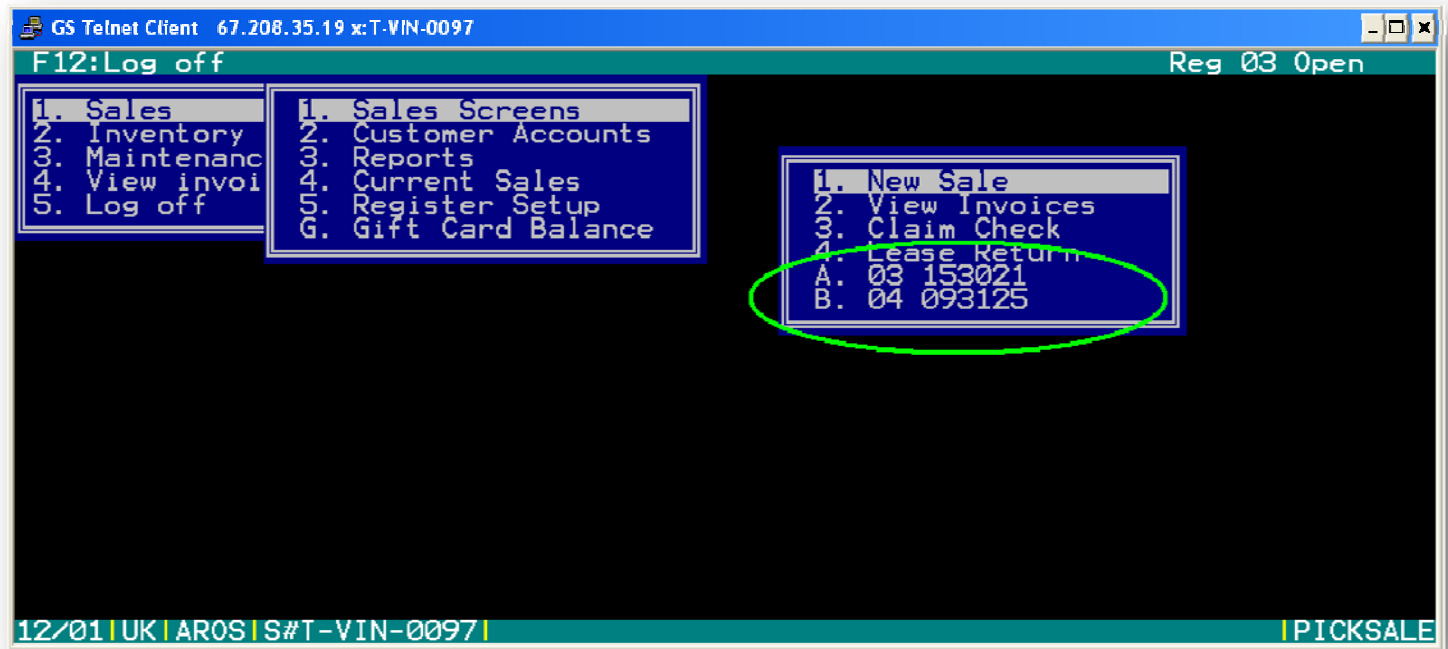 GS Telnet Client 67.208.35.19 x:T-VIN-0097
F12:Log off Reg 03 Open
1. Sales
2. Inventory
3. Maintenanc
4. View invoi
5. Log off
1. Sales Screens
2. Customer Accounts
3. Reports
4. Current Sales
5. Register Setup
G. Gift Card Balance
1. New Sale
2. View Invoices
3. Claim Check
4. Lease Return
A. 03 153021
B. 04 093125
12/01|UK|AROS|S#T-VIN-0097| |PICKSALE